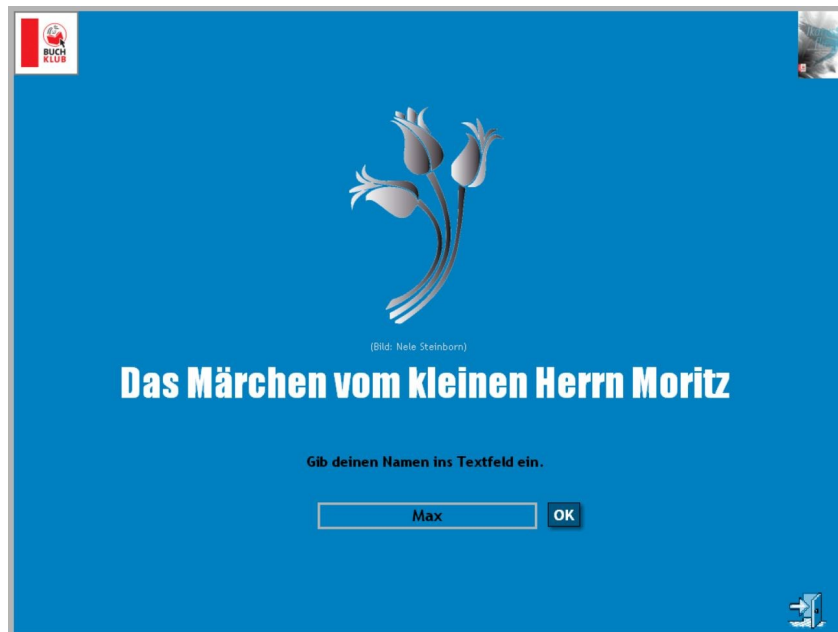 BUCH
KLUB
(Bild: Nele Steinborn)
Das Märchen vom kleinen Herrn Moritz
Gib deinen Namen ins Textfeld ein.
Max
OK